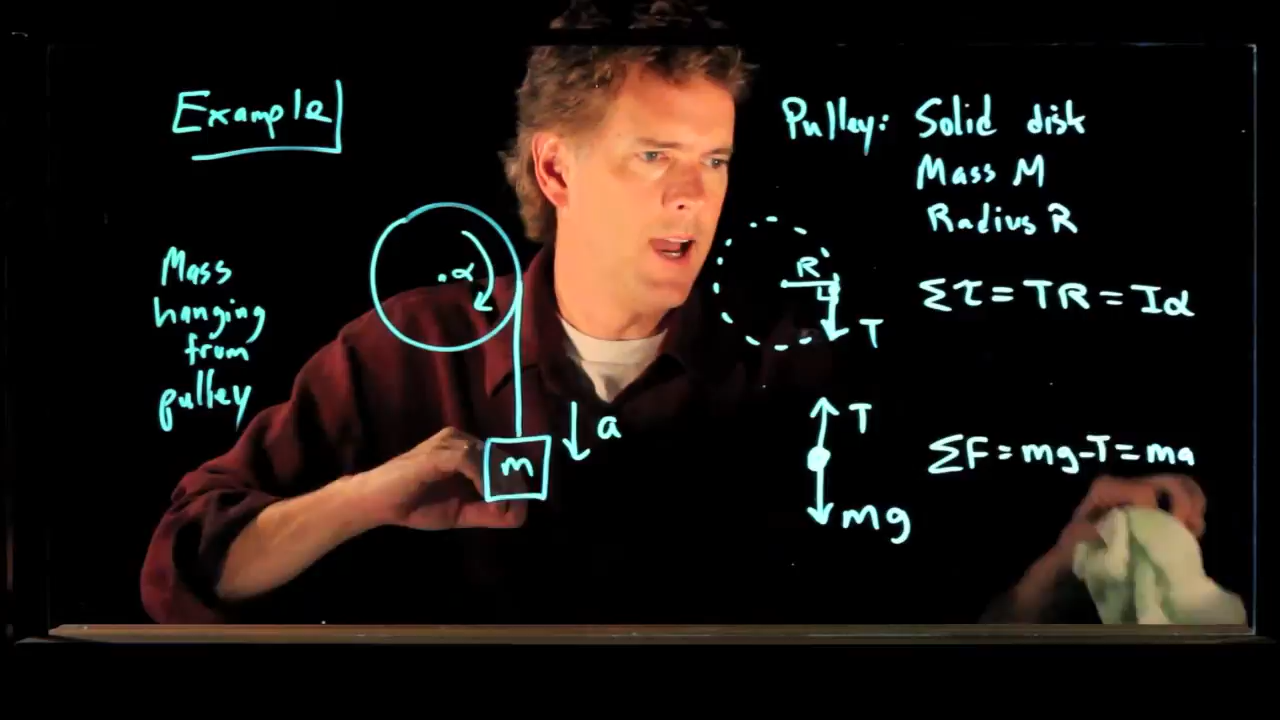 Example
Mass
hanging
from
pulley
α
m
a
Pulley: Solid disk
Mass M
Radius R
R
T
Στ = TR = Iα
T
mg
ΣF = mg-T = ma